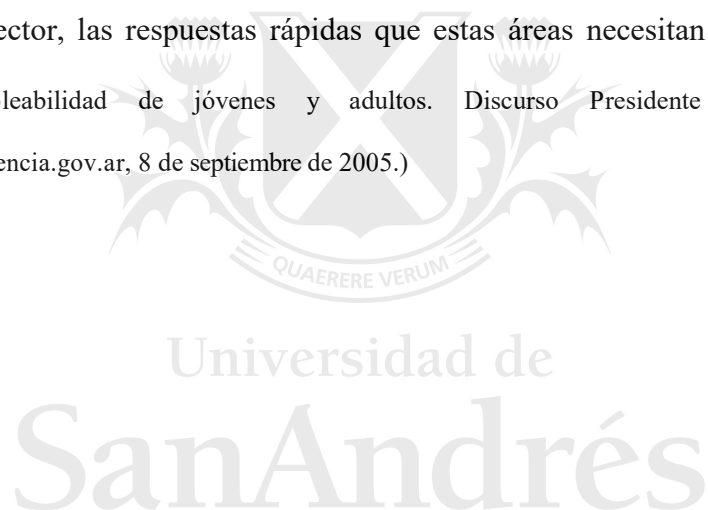 ector, las respuestas rápidas que estas áreas necesitan
leabilidad de jóvenes y adultos. Discurso Presidente
encia.gov.ar, 8 de septiembre de 2005.)
QUAERERE VERUM
Universidad de
SanAndrés